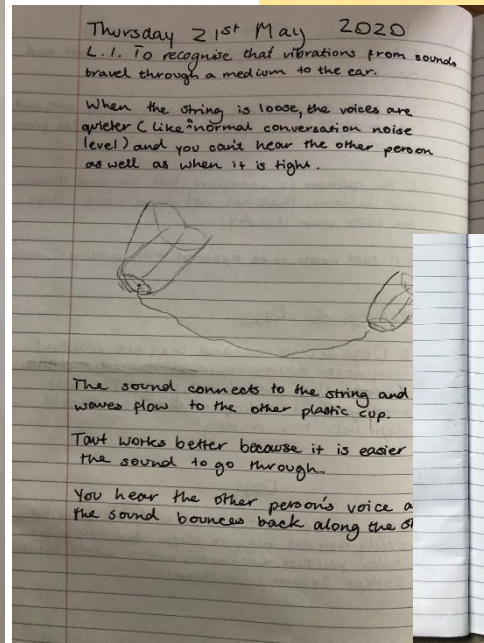 Thursday 21st May 2020
L.I. To recognise that vibrations from sounds
travel through a medium to the ear.
When the string is loose, the voices are
quieter (like a normal conversation noise
level) and you can't hear the other person
as well as when it is tight.
The sound connects to the string and
waves flow to the other plastic cup.
Taut works better because it is easier
the sound to go through.
You hear the other person's voice a
the sound bounces back along the